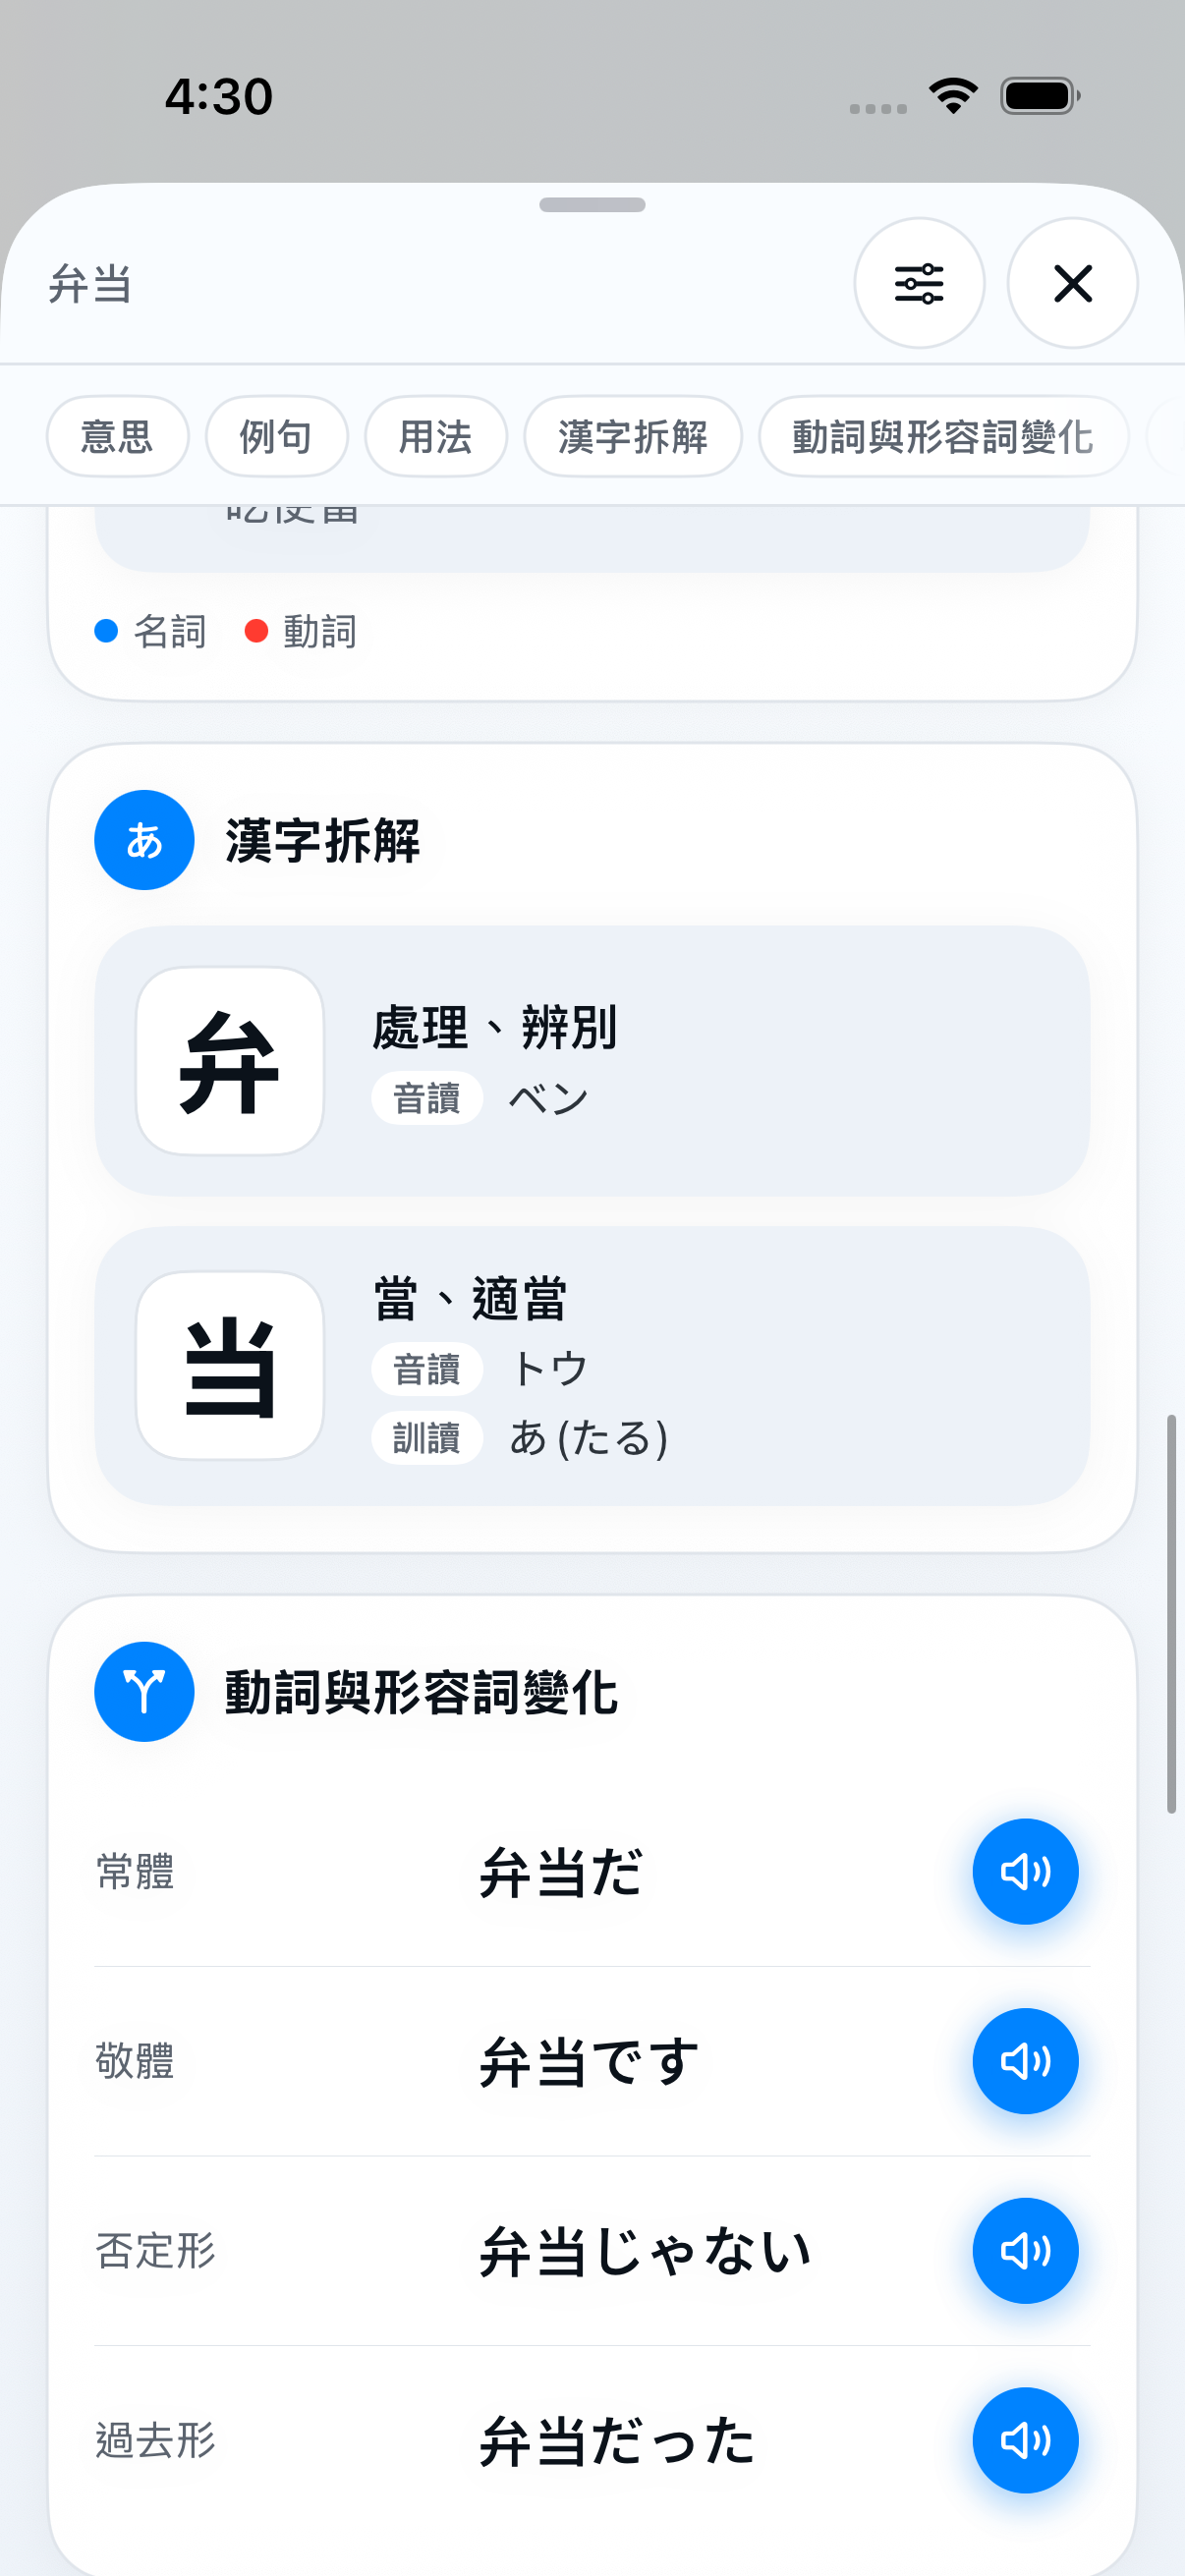 4:30
弁当
意思 例句 用法 漢字拆解 動詞與形容詞變化
吃便當
名詞 動詞
あ 漢字拆解
弁
處理、辨別
音讀 ベン
当
當、適當
音讀 トウ
訓讀 あ (たる)
動詞與形容詞變化
常體 弁当だ
敬體 弁当です
否定形 弁当じゃない
過去形 弁当だった